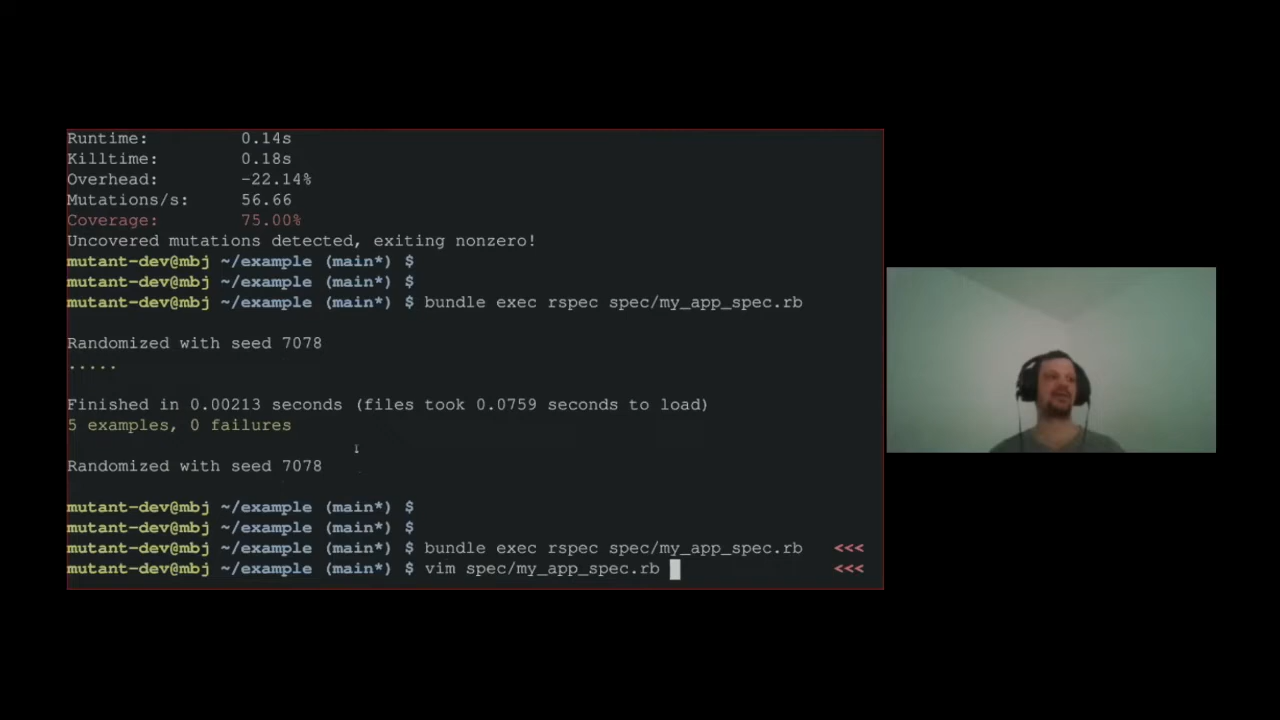 Runtime: 0.14s
Killtime: 0.18s
Overhead: -22.14%
Mutations/s: 56.66
Coverage: 75.00%
Uncovered mutations detected, exiting nonzero!
mutant-dev@mbj ~/example (main*) $
mutant-dev@mbj ~/example (main*) $
mutant-dev@mbj ~/example (main*) $ bundle exec rspec spec/my_app_spec.rb
Randomized with seed 7078
.....
Finished in 0.00213 seconds (files took 0.0759 seconds to load)
5 examples, 0 failures
Randomized with seed 7078
mutant-dev@mbj ~/example (main*) $
mutant-dev@mbj ~/example (main*) $
mutant-dev@mbj ~/example (main*) $ bundle exec rspec spec/my_app_spec.rb <<<
mutant-dev@mbj ~/example (main*) $ vim spec/my_app_spec.rb <<<